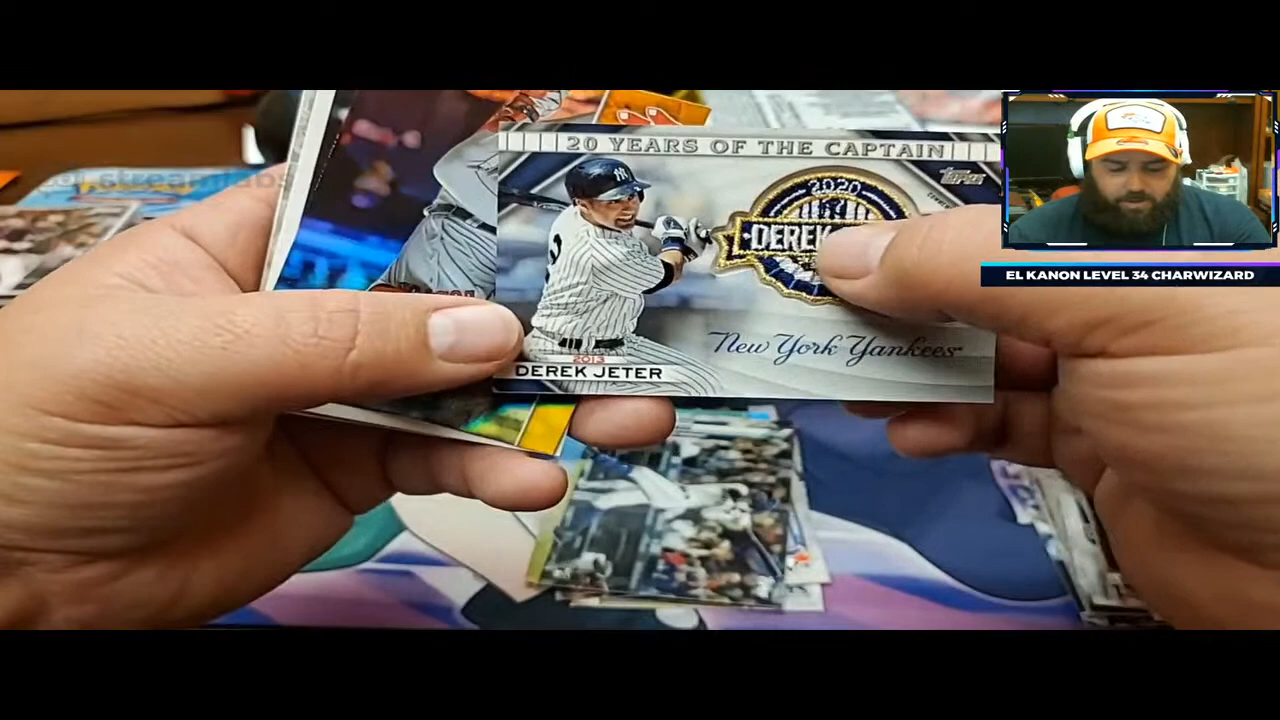 20 YEARS OF THE CAPTAIN
Topps
2020
DEREK
New York Yankees
2013
DEREK JETER
EL KANON LEVEL 34 CHARWIZARD